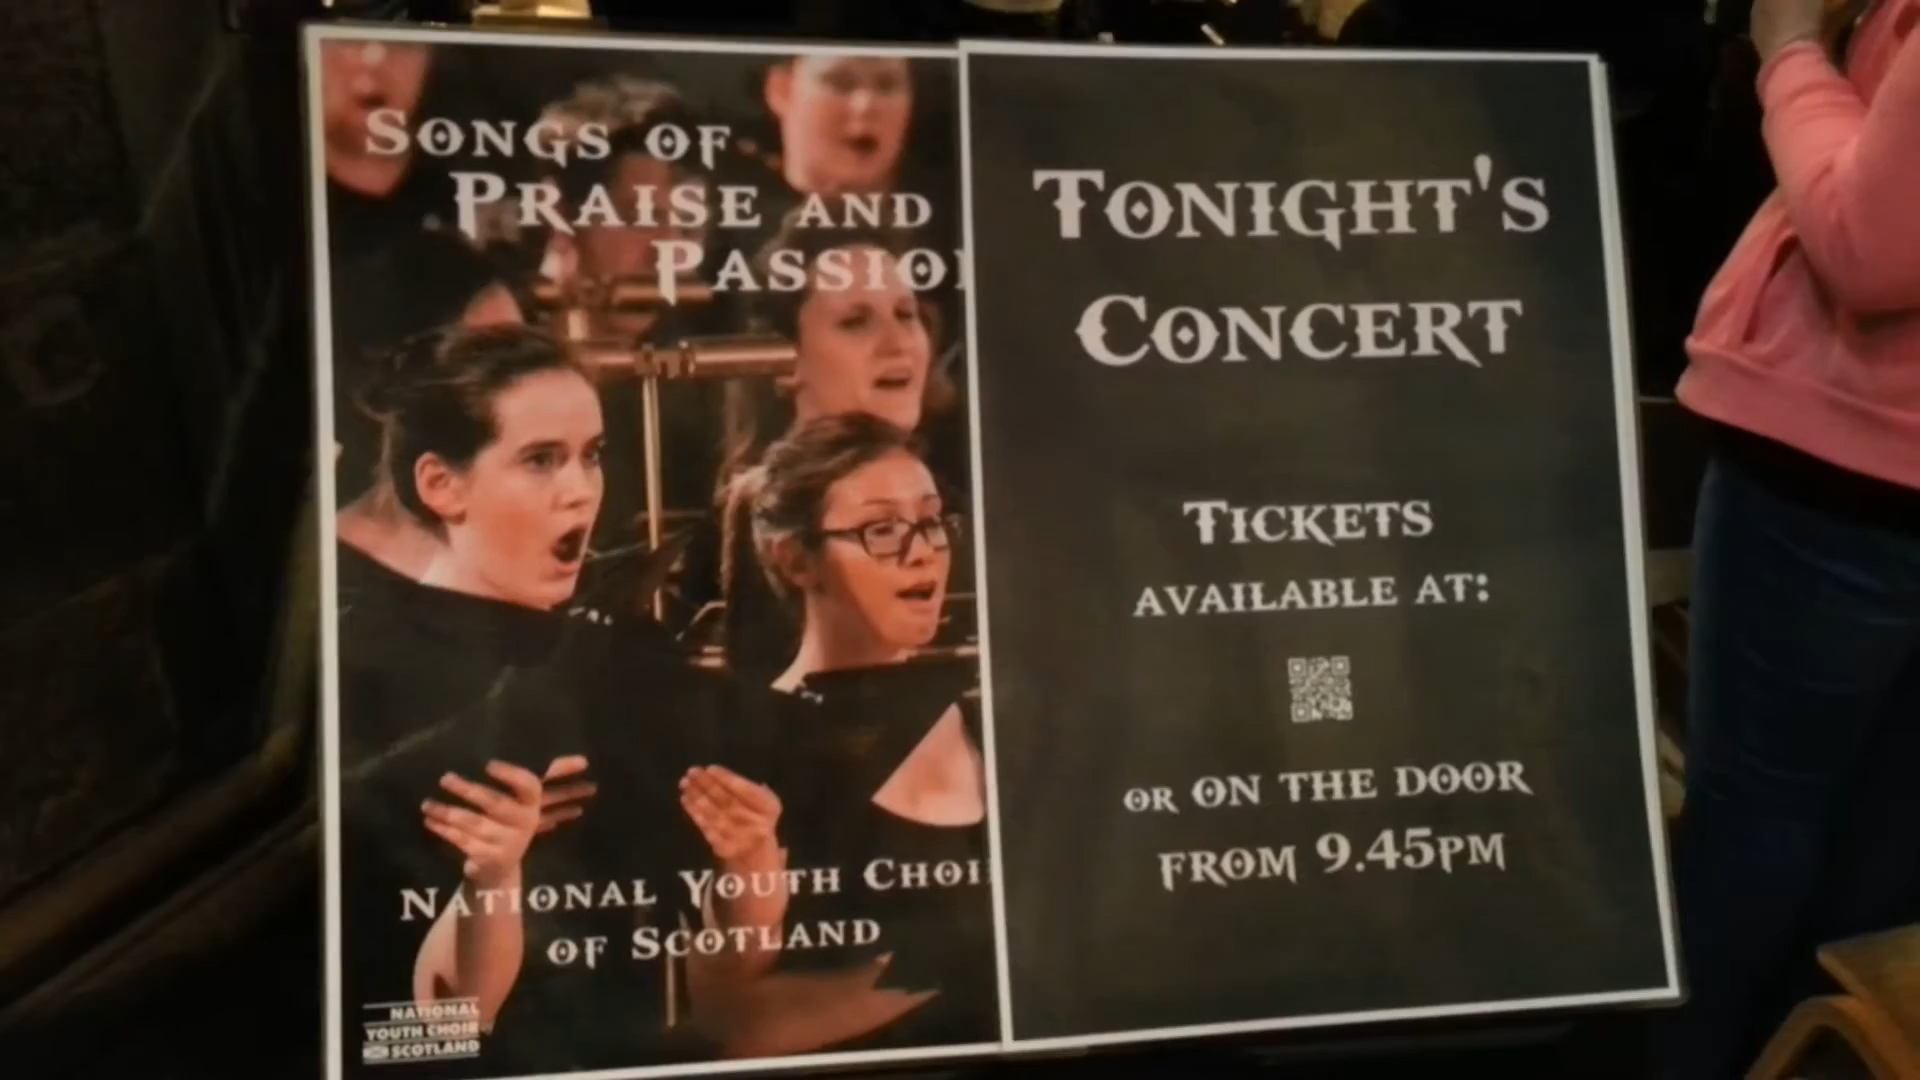 SONGS OF
PRAISE AND
PASSIO
NATIONAL YOUTH CHOI
OF SCOTLAND
NATIONAL
YOUTH CHOIR
SCOTLAND
TONIGHT'S
CONCERT
TICKETS
AVAILABLE AT:
OR ON THE DOOR
FROM 9.45PM